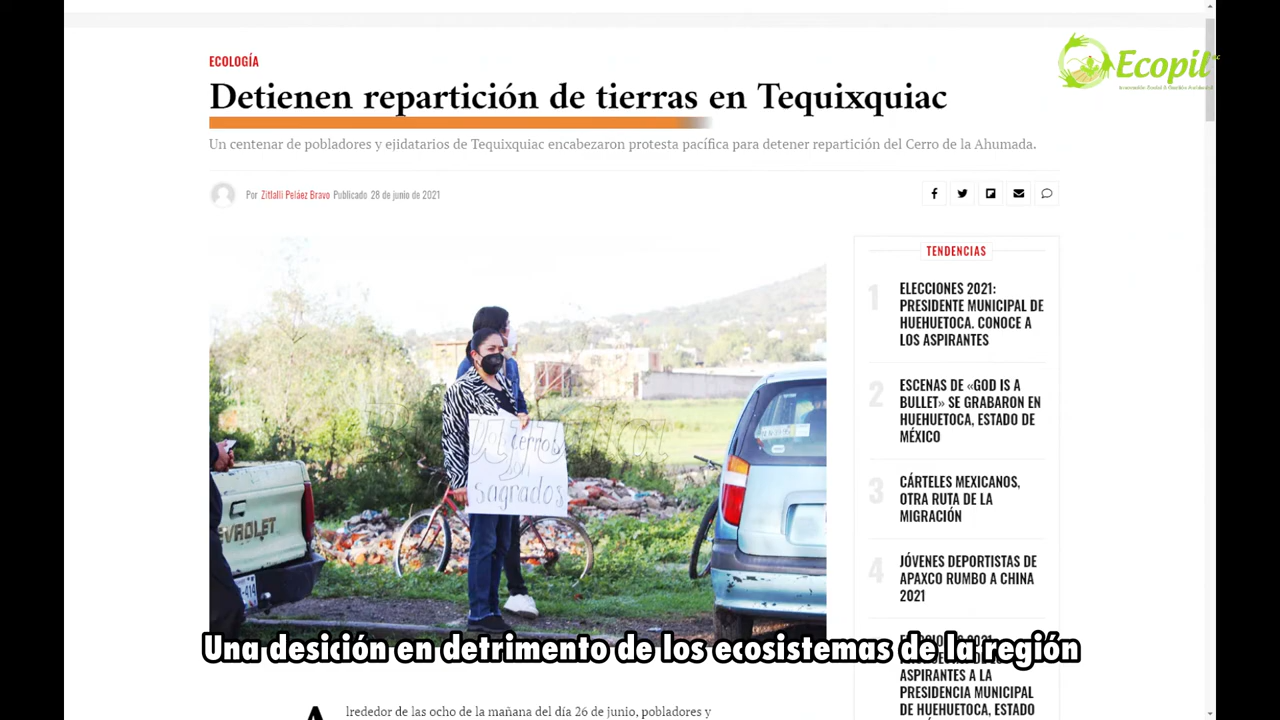 ECOLOGÍA
Detienen repartición de tierras en Tequixquiac
Un centenar de pobladores y ejidatarios de Tequixquiac encabezaron protesta pacífica para detener repartición del Cerro de la Ahumada.
Por Zitlalli Peláez Bravo Publicado 28 de junio de 2021
Ecopil
TENDENCIAS
1
ELECCIONES 2021:
PRESIDENTE MUNICIPAL DE
HUEHUETOCA. CONOCE A
LOS ASPIRANTES
2
ESCENAS DE «GOD IS A
BULLET» SE GRABARON EN
HUEHUETOCA, ESTADO DE
MÉXICO
3
CÁRTELES MEXICANOS,
OTRA RUTA DE LA
MIGRACIÓN
4
JÓVENES DEPORTISTAS DE
APAXCO RUMBO A CHINA
2021
ASPIRANTES A LA
PRESIDENCIA MUNICIPAL
DE HUEHUETOCA, ESTADO
cerros
sagrados
CHEVROLET
Una desición en detrimento de los ecosistemas de la región
Alrededor de las ocho de la mañana del día 26 de junio, pobladores y